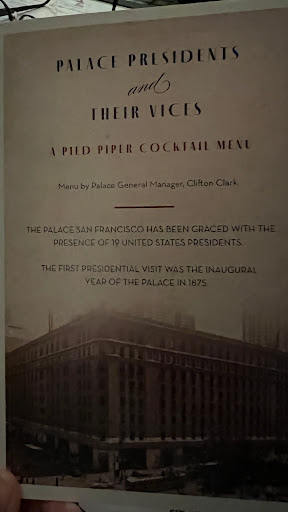 PALACE PRESIDENTS
and
THEIR VICES
A PIED PIPER COCKTAIL MENU
Menu by Palace General Manager, Clifton Clark.
THE PALACE SAN FRANCISCO HAS BEEN GRACED WITH THE
PRESENCE OF 19 UNITED STATES PRESIDENTS.
THE FIRST PRESIDENTIAL VISIT WAS THE INAUGURAL
YEAR OF THE PALACE IN 1875.